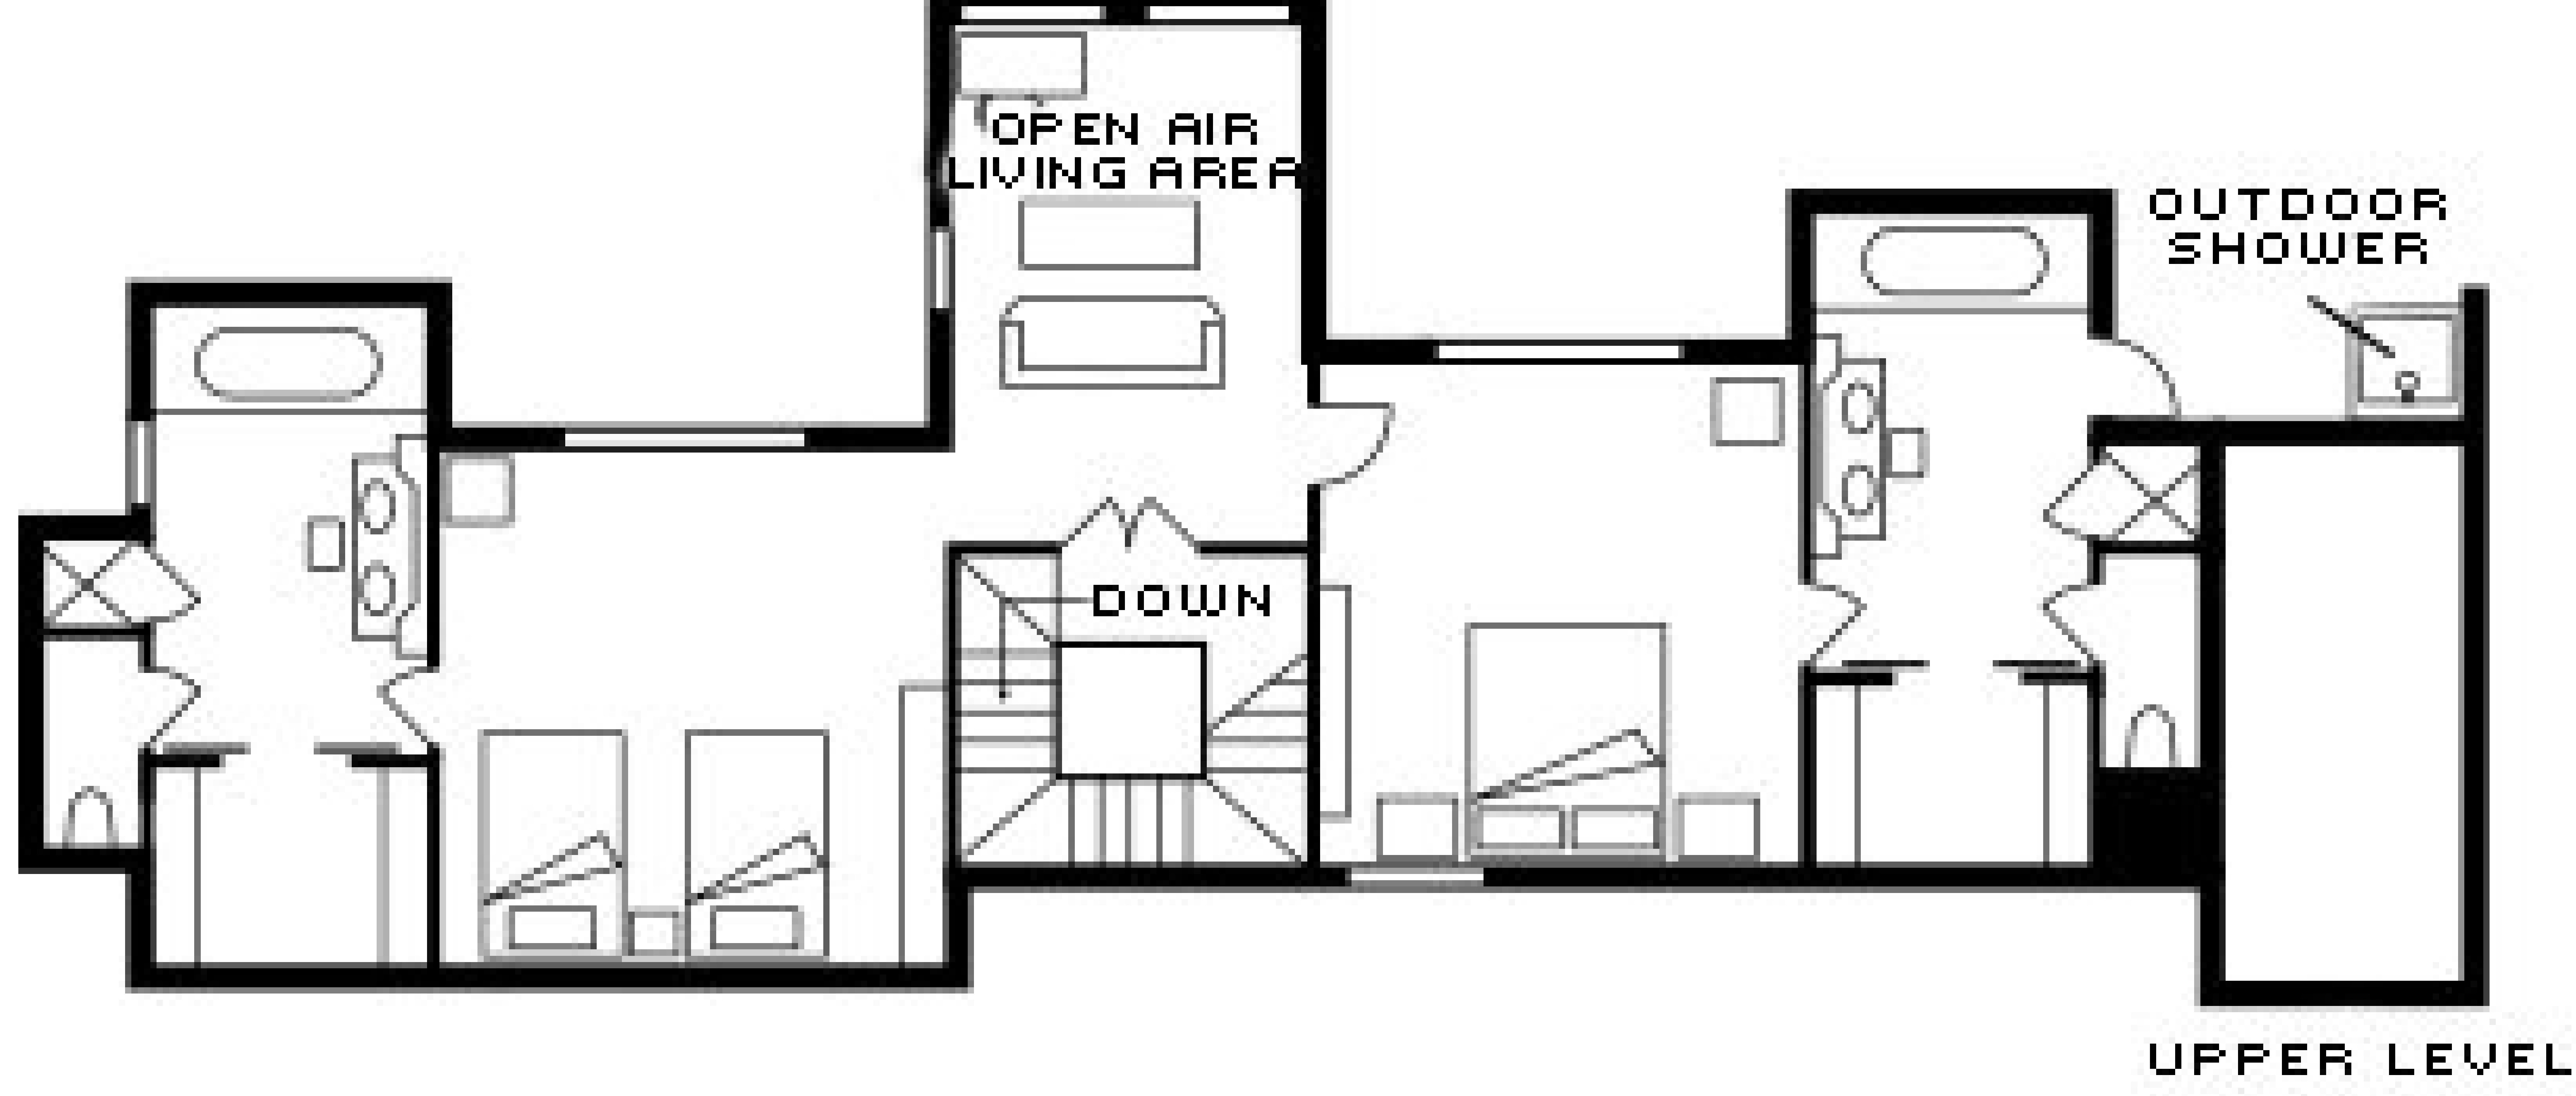 OPEN AIR
LIVING AREA
OUTDOOR
SHOWER
DOWN
UPPER LEVEL